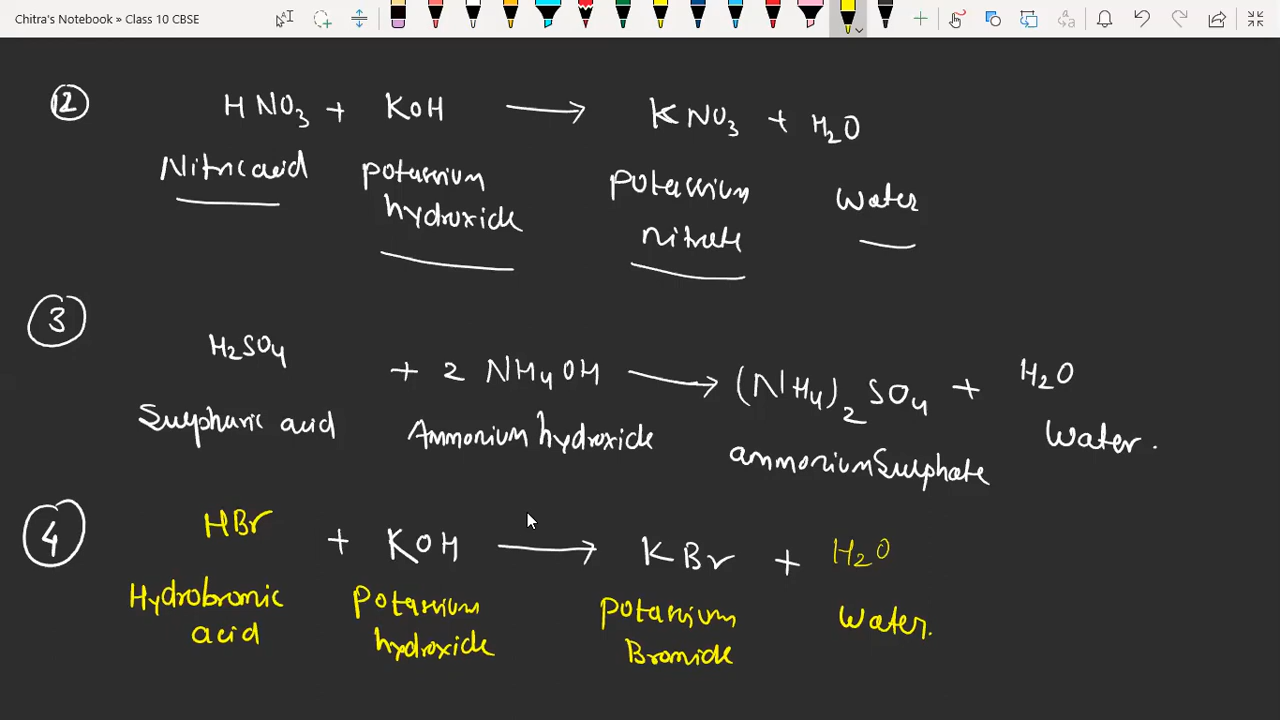 Chitra's Notebook » Class 10 CBSE
2 HNO3 + KOH → KNO3 + H2O
Nitric acid potassium hydroxide potassium nitrate water
3 H2SO4 + 2 NH4OH → (NH4)2SO4 + H2O
Sulphuric acid Ammonium hydroxide ammonium Sulphate water.
4 HBr + KOH → KBr + H2O
Hydrobromic acid potassium hydroxide potassium Bromide water.